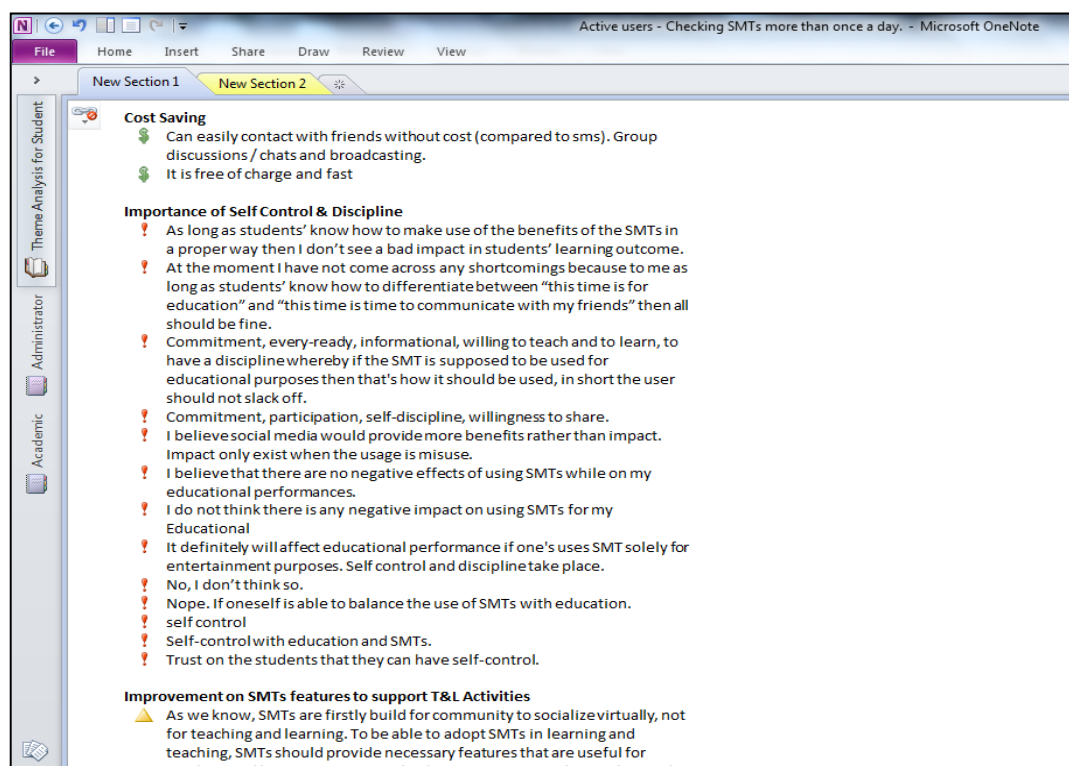 Active users - Checking SMTs more than once a day. - Microsoft OneNote
File Home Insert Share Draw Review View
New Section 1 New Section 2
Theme Analysis for Student
Administrator
Academic
Cost Saving
Can easily contact with friends without cost (compared to sms). Group
discussions / chats and broadcasting.
It is free of charge and fast
Importance of Self Control & Discipline
As long as students' know how to make use of the benefits of the SMTs in
a proper way then I don't see a bad impact in students' learning outcome.
At the moment I have not come across any shortcomings because to me as
long as students' know how to differentiate between "this time is for
education" and "this time is time to communicate with my friends" then all
should be fine.
Commitment, every-ready, informational, willing to teach and to learn, to
have a discipline whereby if the SMT is supposed to be used for
educational purposes then that's how it should be used, in short the user
should not slack off.
Commitment, participation, self-discipline, willingness to share.
I believe social media would provide more benefits rather than impact.
Impact only exist when the usage is misuse.
I believe that there are no negative effects of using SMTs while on my
educational performances.
I do not think there is any negative impact on using SMTs for my
Educational
It definitely will affect educational performance if one's uses SMT solely for
entertainment purposes. Self control and discipline take place.
No, I don't think so.
Nope. If oneself is able to balance the use of SMTs with education.
self control
Self-control with education and SMTs.
Trust on the students that they can have self-control.
Improvement on SMTs features to support T&L Activities
As we know, SMTs are firstly build for community to socialize virtually, not
for teaching and learning. To be able to adopt SMTs in learning and
teaching, SMTs should provide necessary features that are useful for